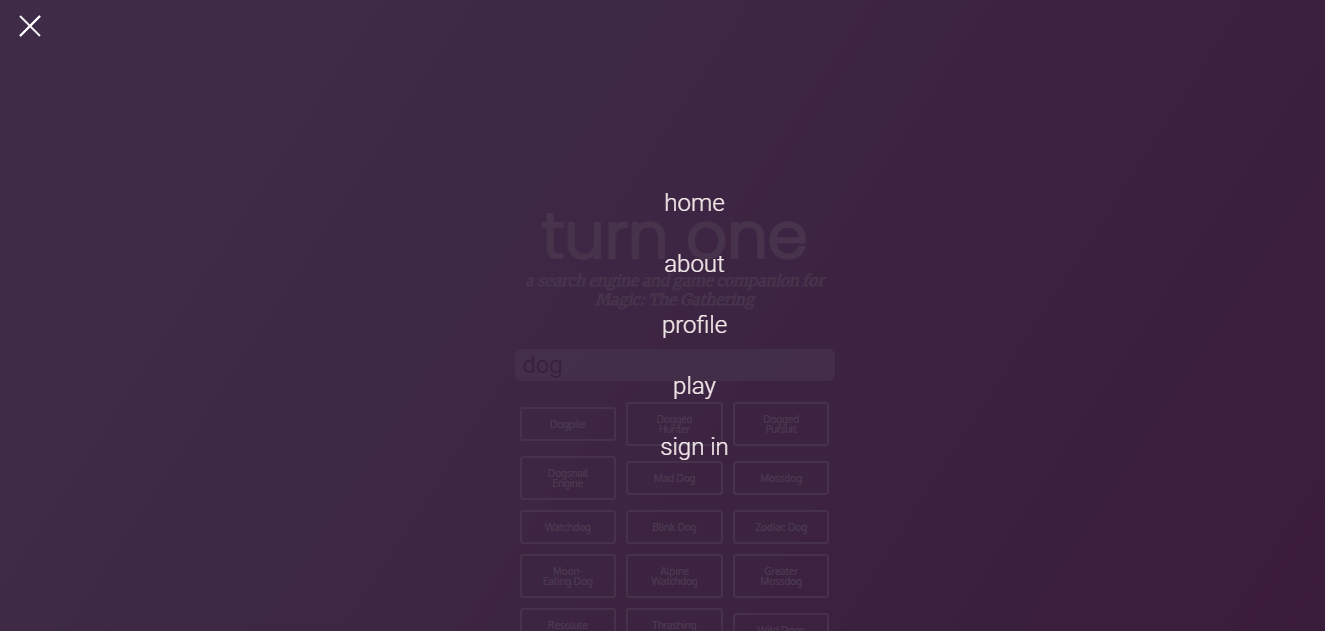 home
turn one
about
a search engine and game companion for
Magic: The Gathering
profile
dog
play
Dogpile
Dogged
Hunter
Dogged
Pursuit
sign in
Dogsnail
Engine
Mad Dog
Mossdog
Watchdog
Blink Dog
Zodiac Dog
Moon-
Eating Dog
Alpine
Watchdog
Greater
Mossdog
Resolute
Thrashing
Wild Dogs